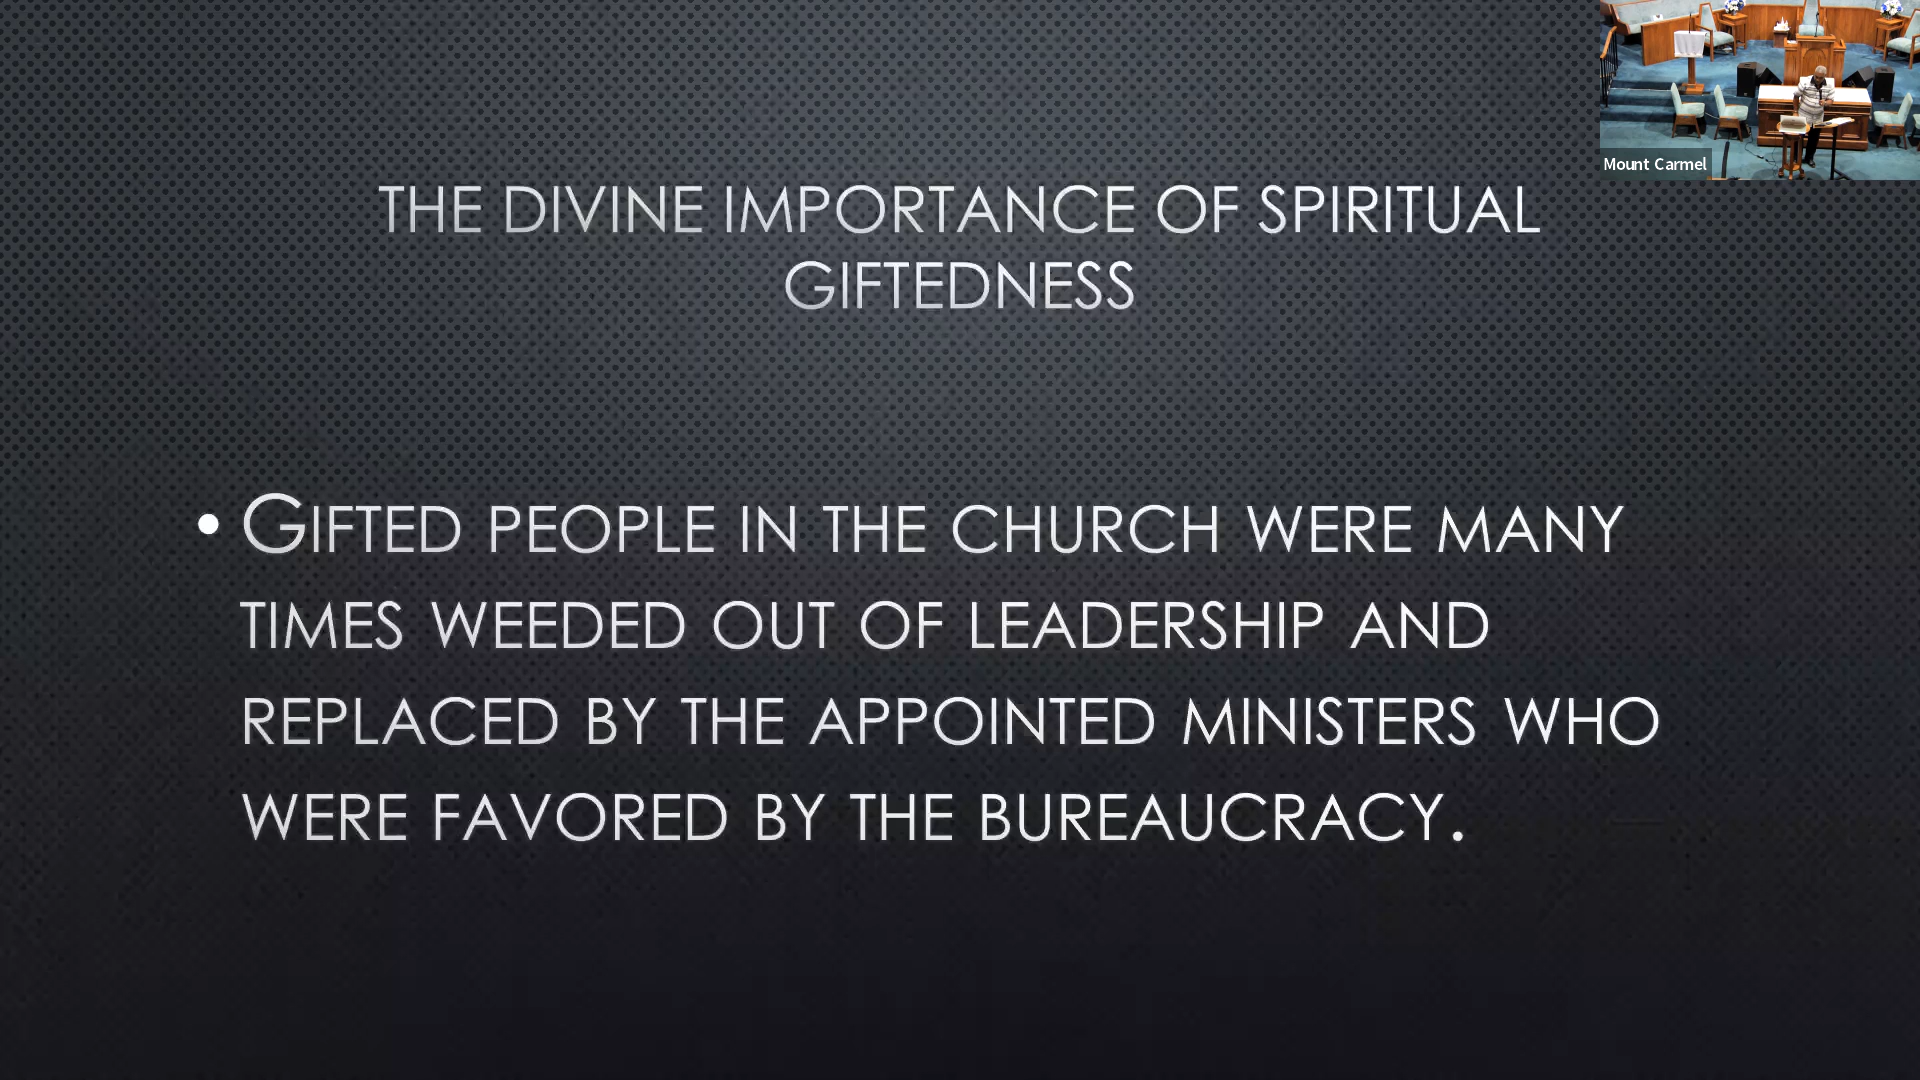 Mount Carmel
THE DIVINE IMPORTANCE OF SPIRITUAL
GIFTEDNESS
• GIFTED PEOPLE IN THE CHURCH WERE MANY
TIMES WEEDED OUT OF LEADERSHIP AND
REPLACED BY THE APPOINTED MINISTERS WHO
WERE FAVORED BY THE BUREAUCRACY.